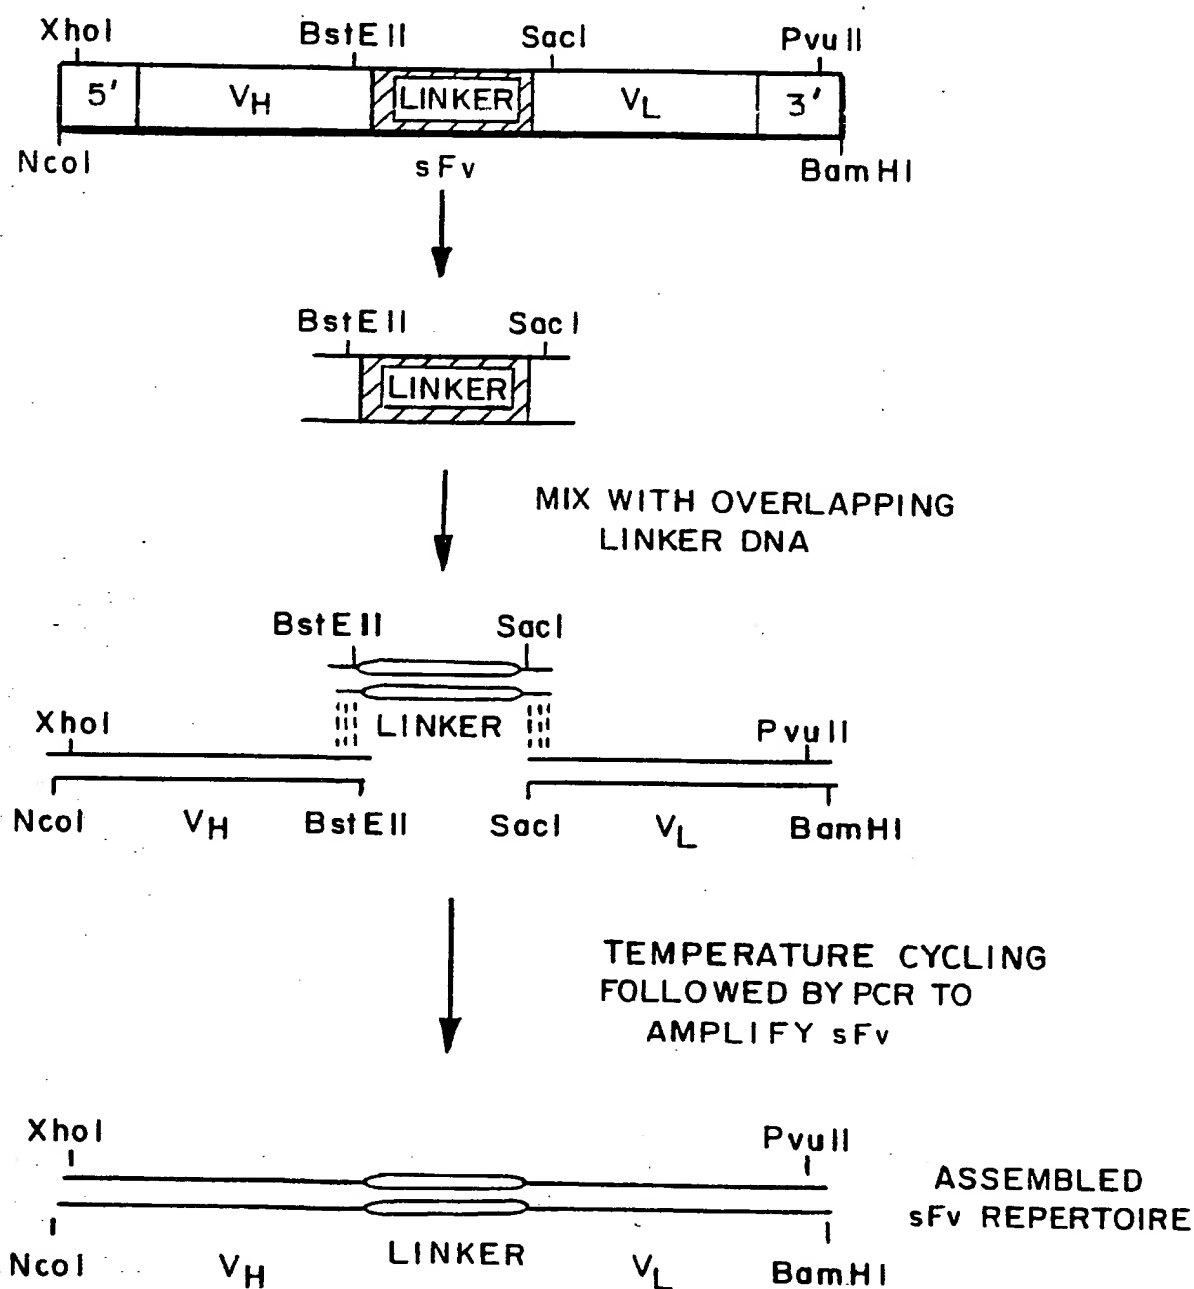 XhoI BstEII SacI PvuII
5' VH LINKER VL 3'
NcoI sFv BamHI
BstEII SacI
LINKER
MIX WITH OVERLAPPING
LINKER DNA
BstEII SacI
XhoI LINKER PvuII
NcoI VH BstEII SacI VL BamHI
TEMPERATURE CYCLING
FOLLOWED BY PCR TO
AMPLIFY sFv
XhoI PvuII
ASSEMBLED
sFv REPERTOIRE
NcoI VH LINKER VL BamHI